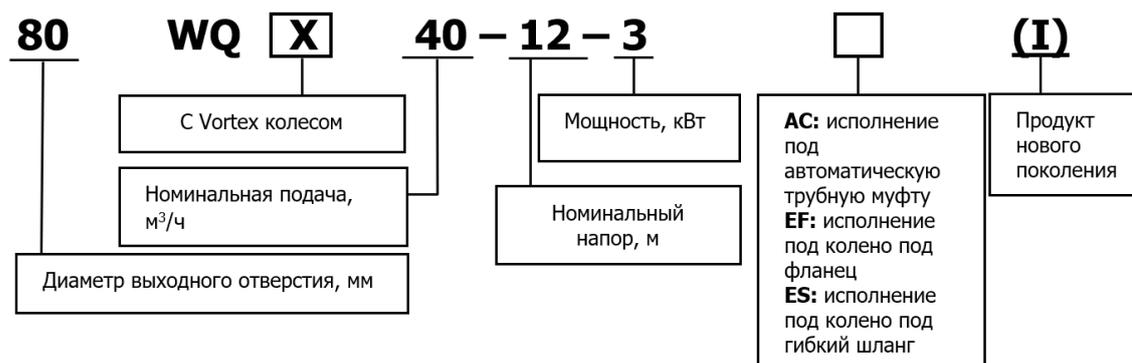 80 WQ X 40 – 12 – 3 (I)
С Vortex колесом
Номинальная подача,
м³/ч
Диаметр выходного отверстия, мм
Мощность, кВт
Номинальный
напор, м
AC: исполнение
под
автоматическую
трубную муфту
EF: исполнение
под колено под
фланец
ES: исполнение
под колено под
гибкий шланг
Продукт
нового
поколения